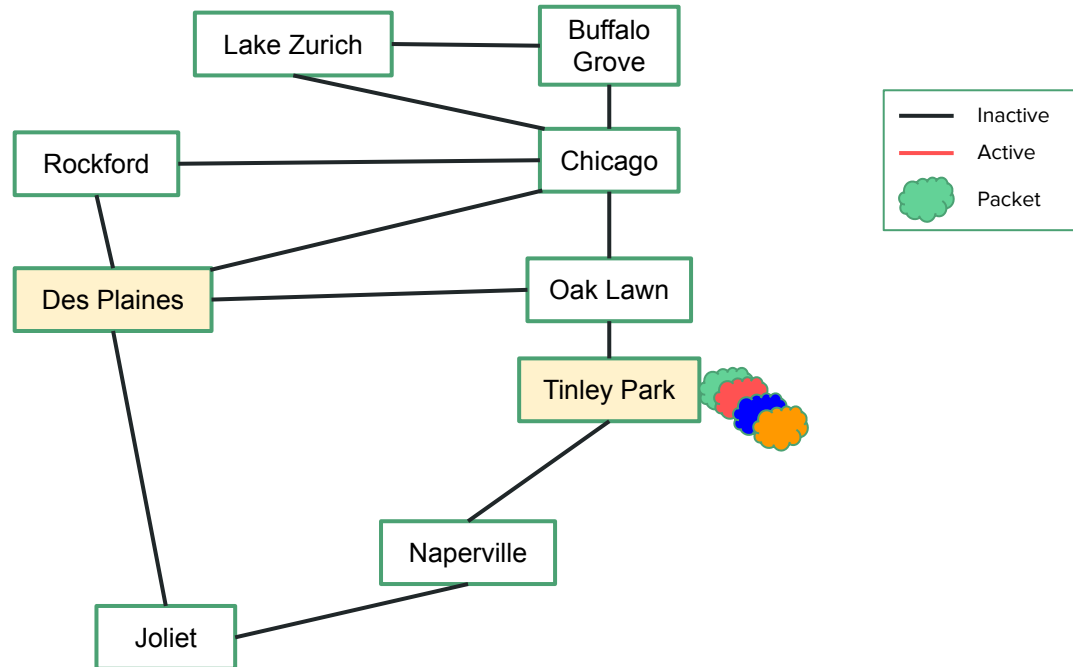 Lake Zurich
Buffalo
Grove
Inactive
Active
Packet
Rockford
Chicago
Des Plaines
Oak Lawn
Tinley Park
Naperville
Joliet